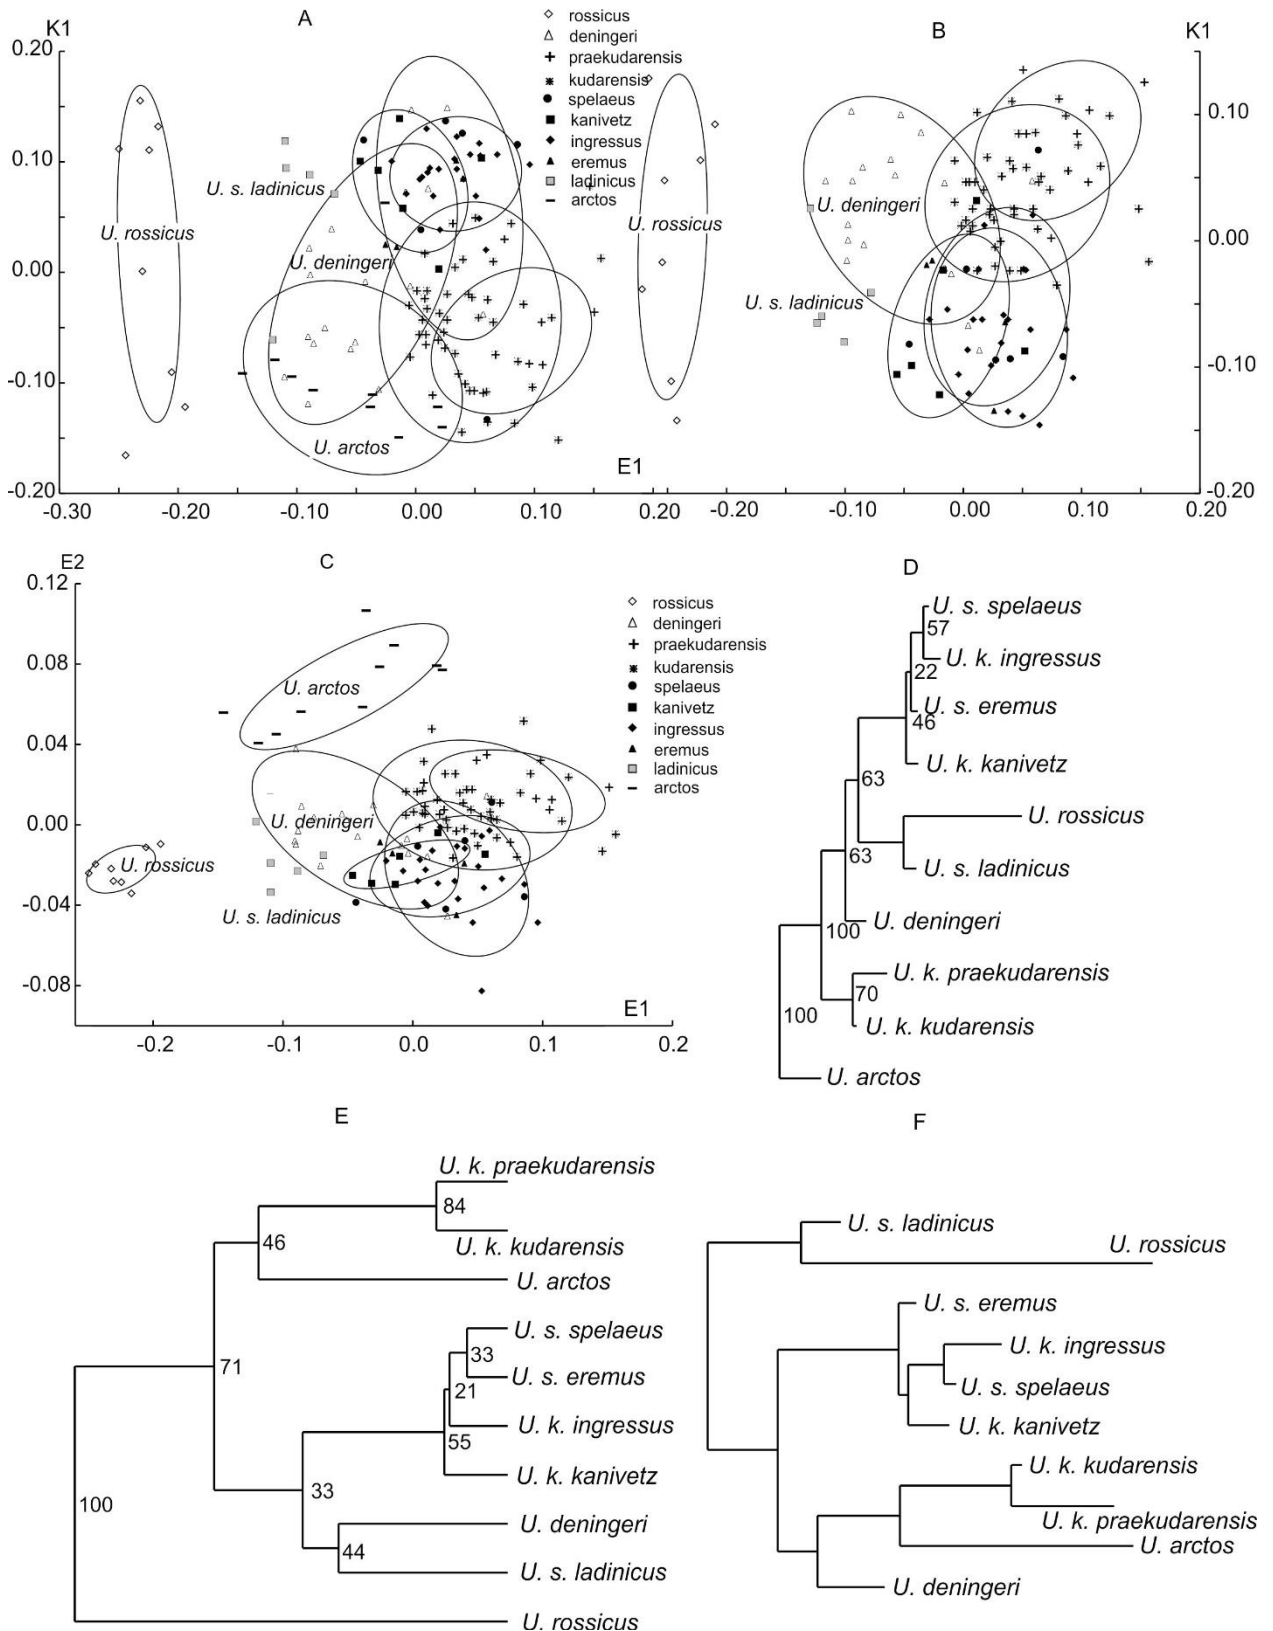 A
K1
0.20
0.10
0.00
-0.10
-0.20
-0.30
-0.20
-0.10
0.00
0.10
0.20
E1
U. s. ladinicus
U. rossicus
U. deningeri
U. arctos
rossicus
deningeri
praekudarensis
kudarensis
spelaeus
kanivetz
ingressus
eremus
ladinicus
arctos
B
K1
0.10
0.00
-0.10
-0.20
-0.20
-0.10
0.00
0.10
0.20
U. rossicus
U. deningeri
U. s. ladinicus
C
E2
0.12
0.08
0.04
0.00
-0.04
-0.08
-0.2
-0.1
0.0
0.1
0.2
E1
U. arctos
U. deningeri
U. rossicus
U. s. ladinicus
rossicus
deningeri
praekudarensis
kudarensis
spelaeus
kanivetz
ingressus
eremus
ladinicus
arctos
D
U. s. spelaeus
57
U. k. ingressus
22
U. s. eremus
46
U. k. kanivetz
63
U. rossicus
63
U. s. ladinicus
U. deningeri
100
U. k. praekudarensis
70
100
U. k. kudarensis
U. arctos
E
U. k. praekudarensis
84
46
U. k. kudarensis
U. arctos
U. s. spelaeus
33
71
U. s. eremus
21
U. k. ingressus
55
U. k. kanivetz
33
100
U. deningeri
44
U. s. ladinicus
U. rossicus
F
U. s. ladinicus
U. rossicus
U. s. eremus
U. k. ingressus
U. s. spelaeus
U. k. kanivetz
U. k. kudarensis
U. k. praekudarensis
U. arctos
U. deningeri